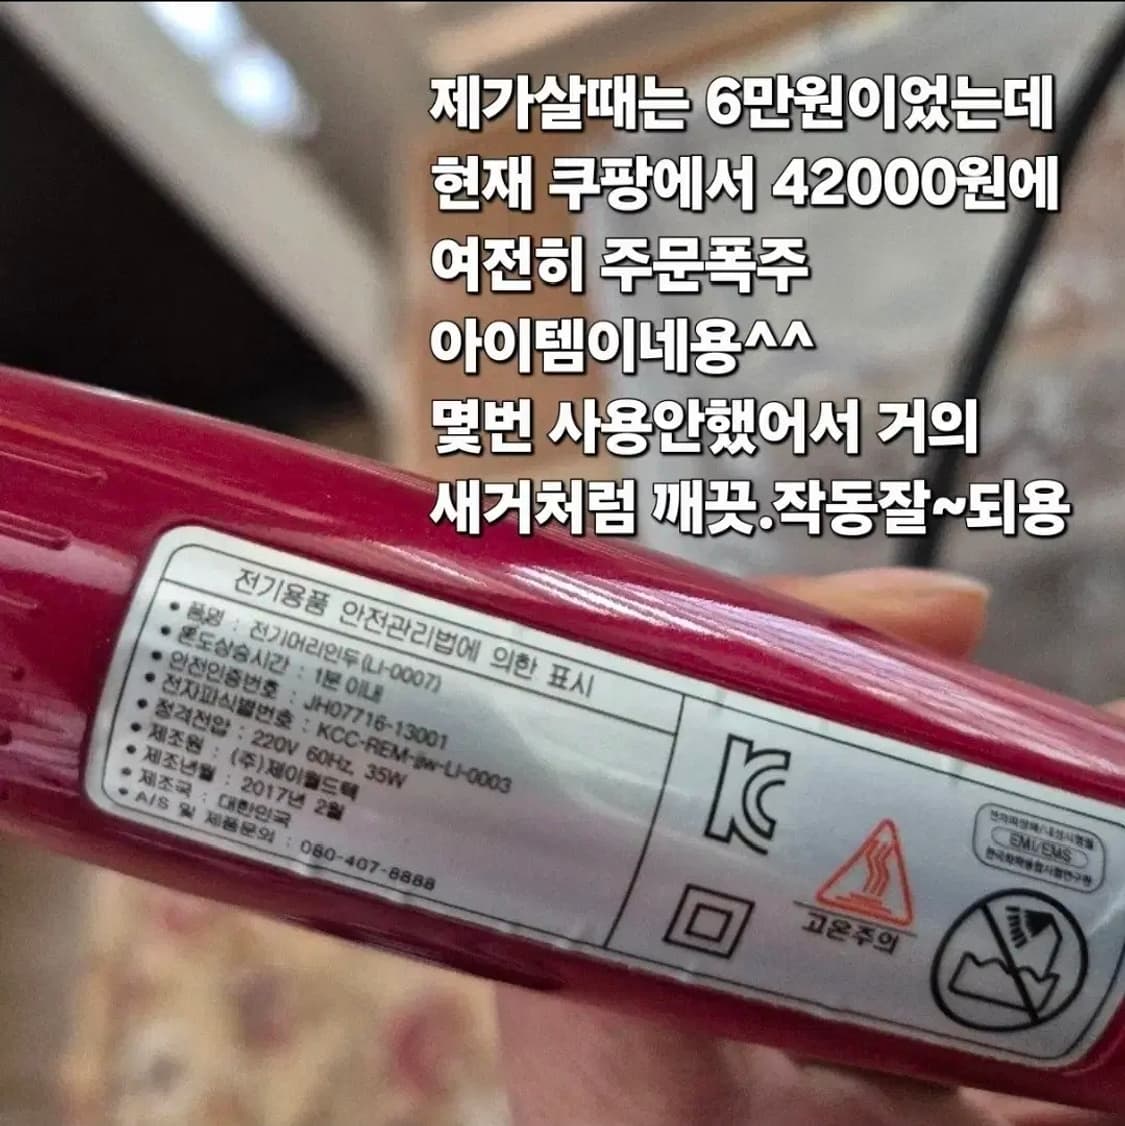 제가살때는 6만원이었는데
현재 쿠팡에서 42000원에
여전히 주문폭주
아이템이네용^^
몇번 사용안했어서 거의
새거처럼 깨끗.작동잘~되용
전기용품 안전관리법에 의한 표시
• 품명 : 전기머리인두(LI-0007)
• 온도상승시간 : 1분 이내
• 안전인증번호 : JH07716-13001
• 전자파식별번호 : KCC-REM-jjw-LI-0003
• 정격전압 : 220V 60Hz, 35W
• 제조원 : (주)제이월드텍
• 제조년월 : 2017년 2월
• 제조국 : 대한민국
• A/S 및 제품문의 : 080-407-8888
고온주의
EMI/EMS